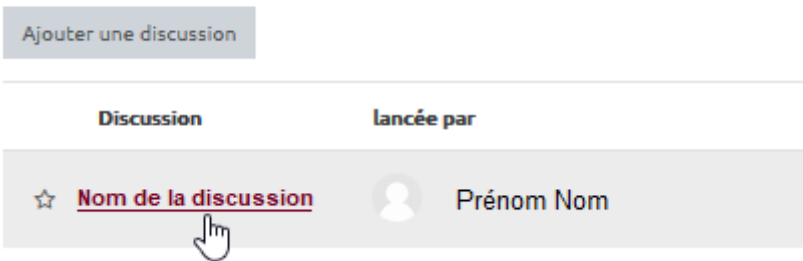 Ajouter une discussion
Discussion lancée par
Nom de la discussion Prénom Nom